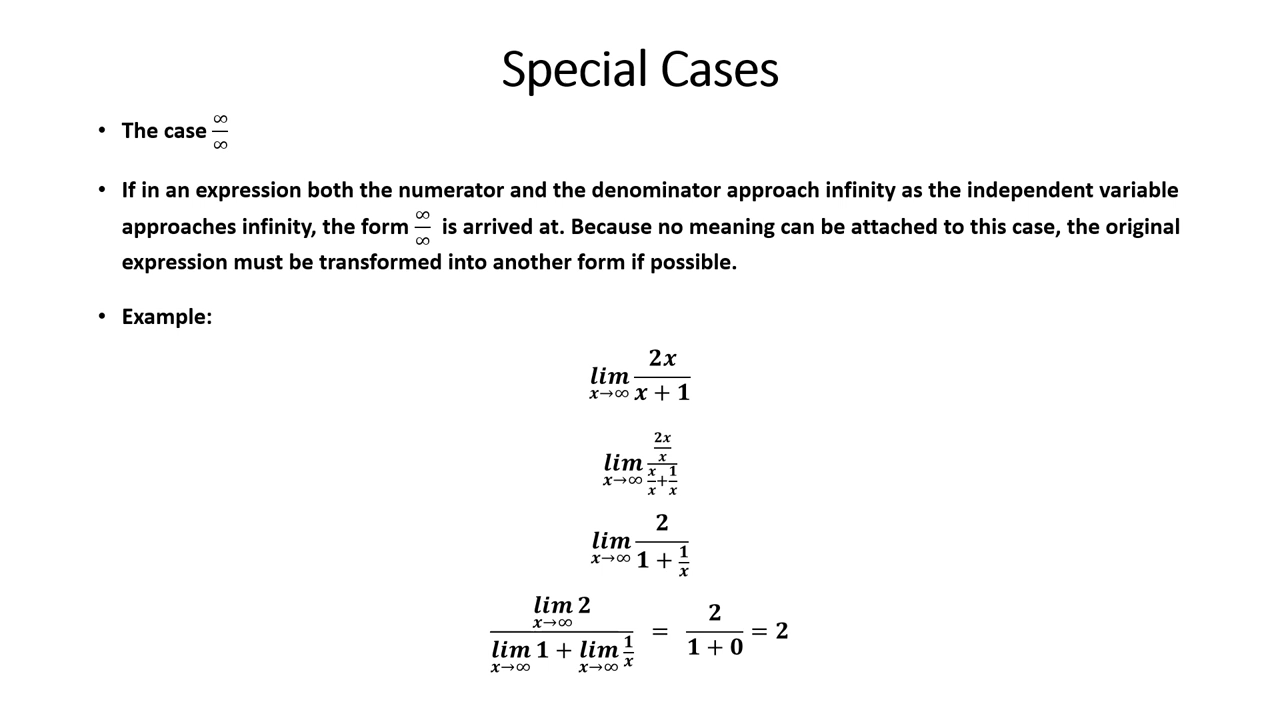 Special Cases
• The case ∞/∞
• If in an expression both the numerator and the denominator approach infinity as the independent variable
approaches infinity, the form ∞/∞ is arrived at. Because no meaning can be attached to this case, the original
expression must be transformed into another form if possible.
• Example:
lim x→∞ 2x/(x + 1)
lim x→∞ (2x/x)/(x/x + 1/x)
lim x→∞ 2/(1 + 1/x)
(lim x→∞ 2)/(lim x→∞ 1 + lim x→∞ 1/x) = 2/(1 + 0) = 2